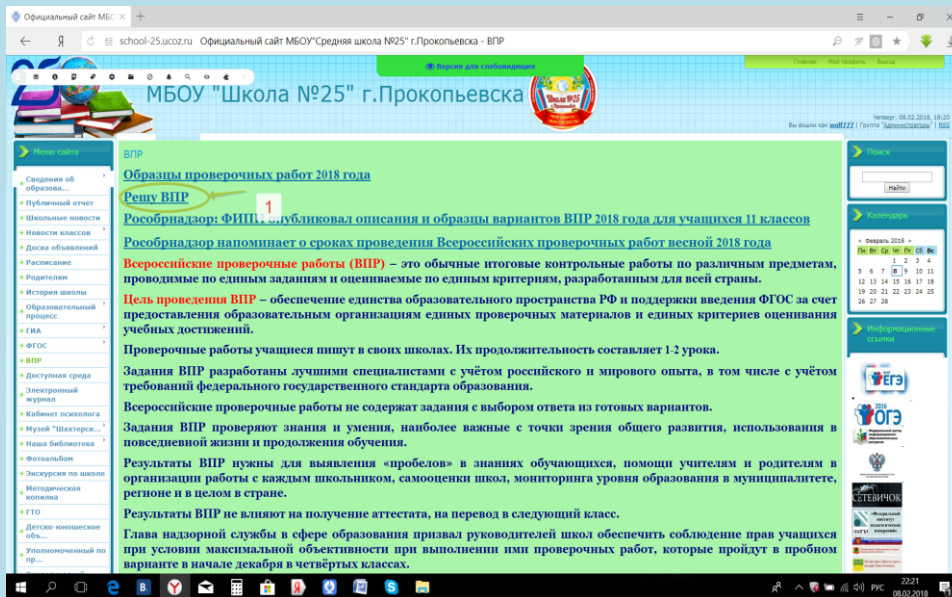 Официальный сайт МБС
school-25.ucoz.ru Официальный сайт МБОУ"Средняя школа №25" г.Прокопьевска - ВПР
Версия для слабовидящих
Главная Мой профиль Выход
25
МБОУ "Школа №25" г.Прокопьевска
Четверг, 08.02.2018, 18:20
Вы вошли как wolf777 | Группа "Администраторы" | RSS
Меню сайта
Сведения об
образова...
Публичный отчет
Школьные новости
Новости классов
Доска объявлений
Расписание
Родителям
История школы
Образовательный
процесс
ГИА
ФГОС
ВПР
Доступная среда
Электронный
журнал
Кабинет психолога
Музей "Шахтерск...
Наша библиотека
Фотоальбом
Экскурсия по школе
Методическая
копилка
ГТО
Детско-юношеское
объ...
Уполномоченный по
пр...
ВПР
Образцы проверочных работ 2018 года
Решу ВПР
1
Рособрнадзор: ФИПИ опубликовал описания и образцы вариантов ВПР 2018 года для учащихся 11 классов
Рособрнадзор напоминает о сроках проведения Всероссийских проверочных работ весной 2018 года
Всероссийские проверочные работы (ВПР) – это обычные итоговые контрольные работы по различным предметам,
проводимые по единым заданиям и оцениваемые по единым критериям, разработанным для всей страны.
Цель проведения ВПР – обеспечение единства образовательного пространства РФ и поддержки введения ФГОС за счет
предоставления образовательным организациям единых проверочных материалов и единых критериев оценивания
учебных достижений.
Проверочные работы учащиеся пишут в своих школах. Их продолжительность составляет 1-2 урока.
Задания ВПР разработаны лучшими специалистами с учётом российского и мирового опыта, в том числе с учётом
требований федерального государственного стандарта образования.
Всероссийские проверочные работы не содержат задания с выбором ответа из готовых вариантов.
Задания ВПР проверяют знания и умения, наиболее важные с точки зрения общего развития, использования в
повседневной жизни и продолжения обучения.
Результаты ВПР нужны для выявления «пробелов» в знаниях обучающихся, помощи учителям и родителям в
организации работы с каждым школьником, самооценки школ, мониторинга уровня образования в муниципалитете,
регионе и в целом в стране.
Результаты ВПР не влияют на получение аттестата, на перевод в следующий класс.
Глава надзорной службы в сфере образования призвал руководителей школ обеспечить соблюдение прав учащихся
при условии максимальной объективности при выполнении ими проверочных работ, которые пройдут в пробном
варианте в начале декабря в четвёртых классах.
Поиск
Найти
Календарь
« Февраль 2018 »
Пн Вт Ср Чт Пт Сб Вс
1 2 3 4
5 6 7 8 9 10 11
12 13 14 15 16 17 18
19 20 21 22 23 24 25
26 27 28
Информационные
ссылки
ЕГЭ
ОГЭ
СЕТЕВИЧОК
РУС
22:21
08.02.2018